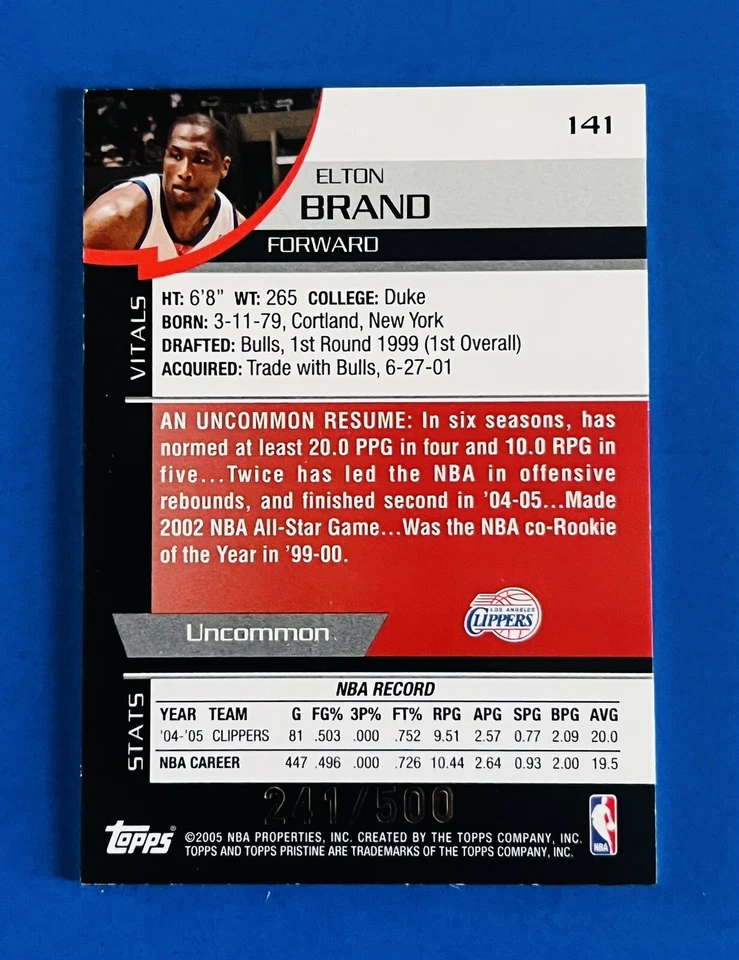 141
ELTON
BRAND
FORWARD
VITALS
HT: 6'8" WT: 265 COLLEGE: Duke
BORN: 3-11-79, Cortland, New York
DRAFTED: Bulls, 1st Round 1999 (1st Overall)
ACQUIRED: Trade with Bulls, 6-27-01
AN UNCOMMON RESUME: In six seasons, has
normed at least 20.0 PPG in four and 10.0 RPG in
five...Twice has led the NBA in offensive
rebounds, and finished second in '04-05...Made
2002 NBA All-Star Game...Was the NBA co-Rookie
of the Year in '99-00.
LOS ANGELES
CLIPPERS
Uncommon
STATS
NBA RECORD
YEAR TEAM G FG% 3P% FT% RPG APG SPG BPG AVG
'04-'05 CLIPPERS 81 .503 .000 .752 9.51 2.57 0.77 2.09 20.0
NBA CAREER 447 .496 .000 .726 10.44 2.64 0.93 2.00 19.5
241/500
Topps®
©2005 NBA PROPERTIES, INC. CREATED BY THE TOPPS COMPANY, INC.
TOPPS AND TOPPS PRISTINE ARE TRADEMARKS OF THE TOPPS COMPANY, INC.
NBA